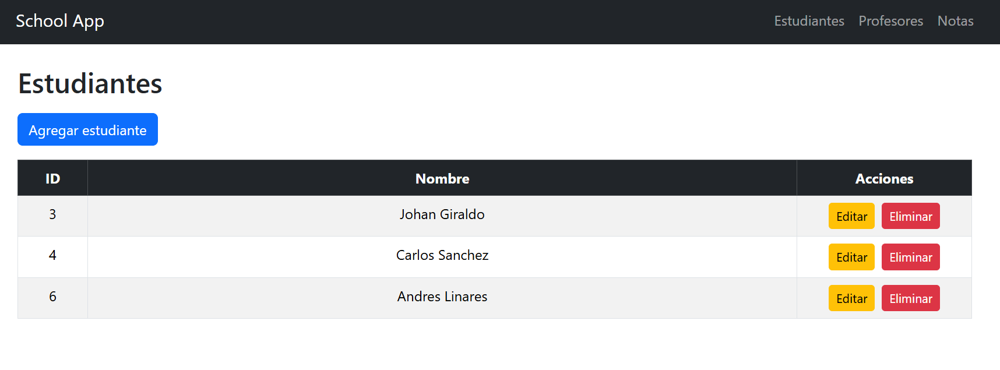 School App Estudiantes Profesores Notas
Estudiantes
Agregar estudiante
ID Nombre Acciones
3 Johan Giraldo Editar Eliminar
4 Carlos Sanchez Editar Eliminar
6 Andres Linares Editar Eliminar